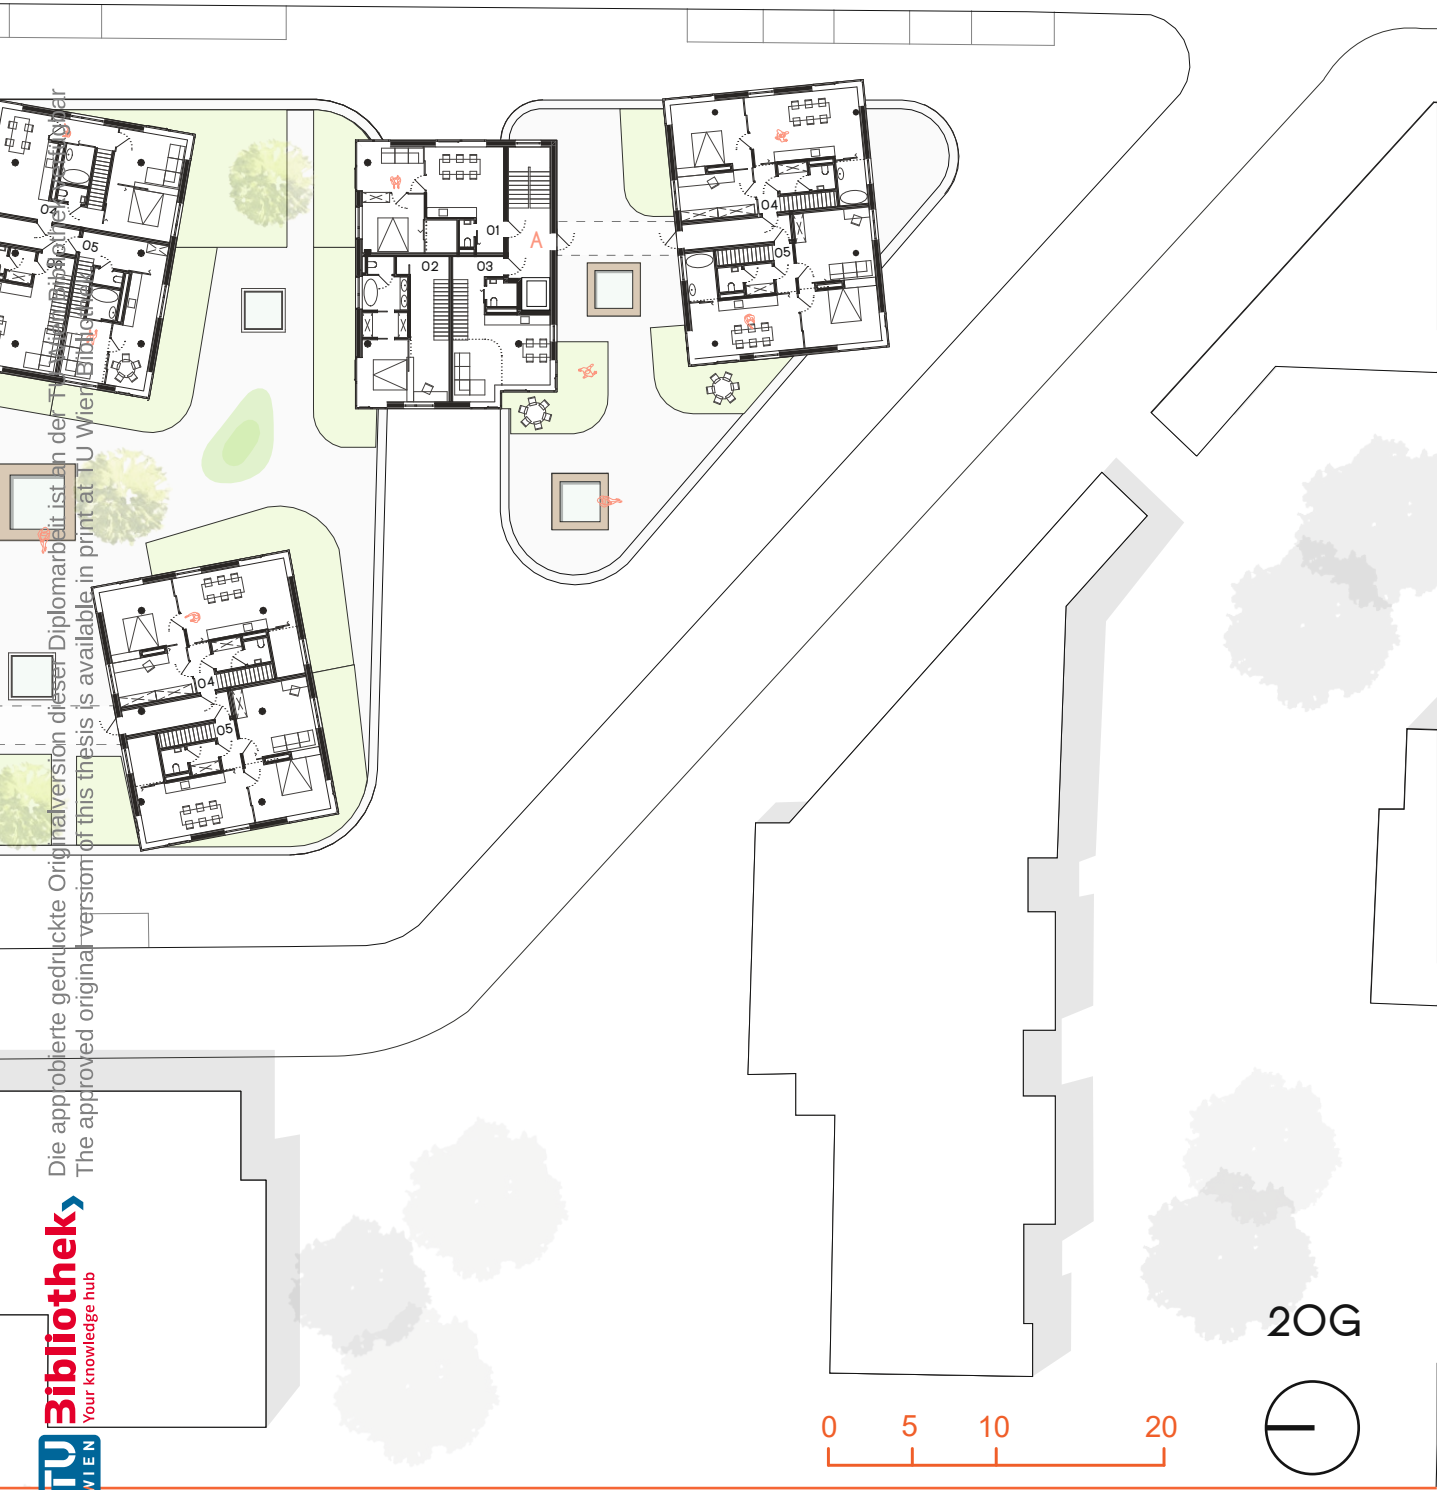 01
A
02
03
04
05
04
05
05
04
05
2OG
0 5 10 20
Die approbierte gedruckte Originalversion dieser Diplomarbeit ist an der TU Wien Bibliothek verfügbar
The approved original version of this thesis is available in print at TU Wien Bibliothek
Bibliothek
Your knowledge hub
TU
WIEN